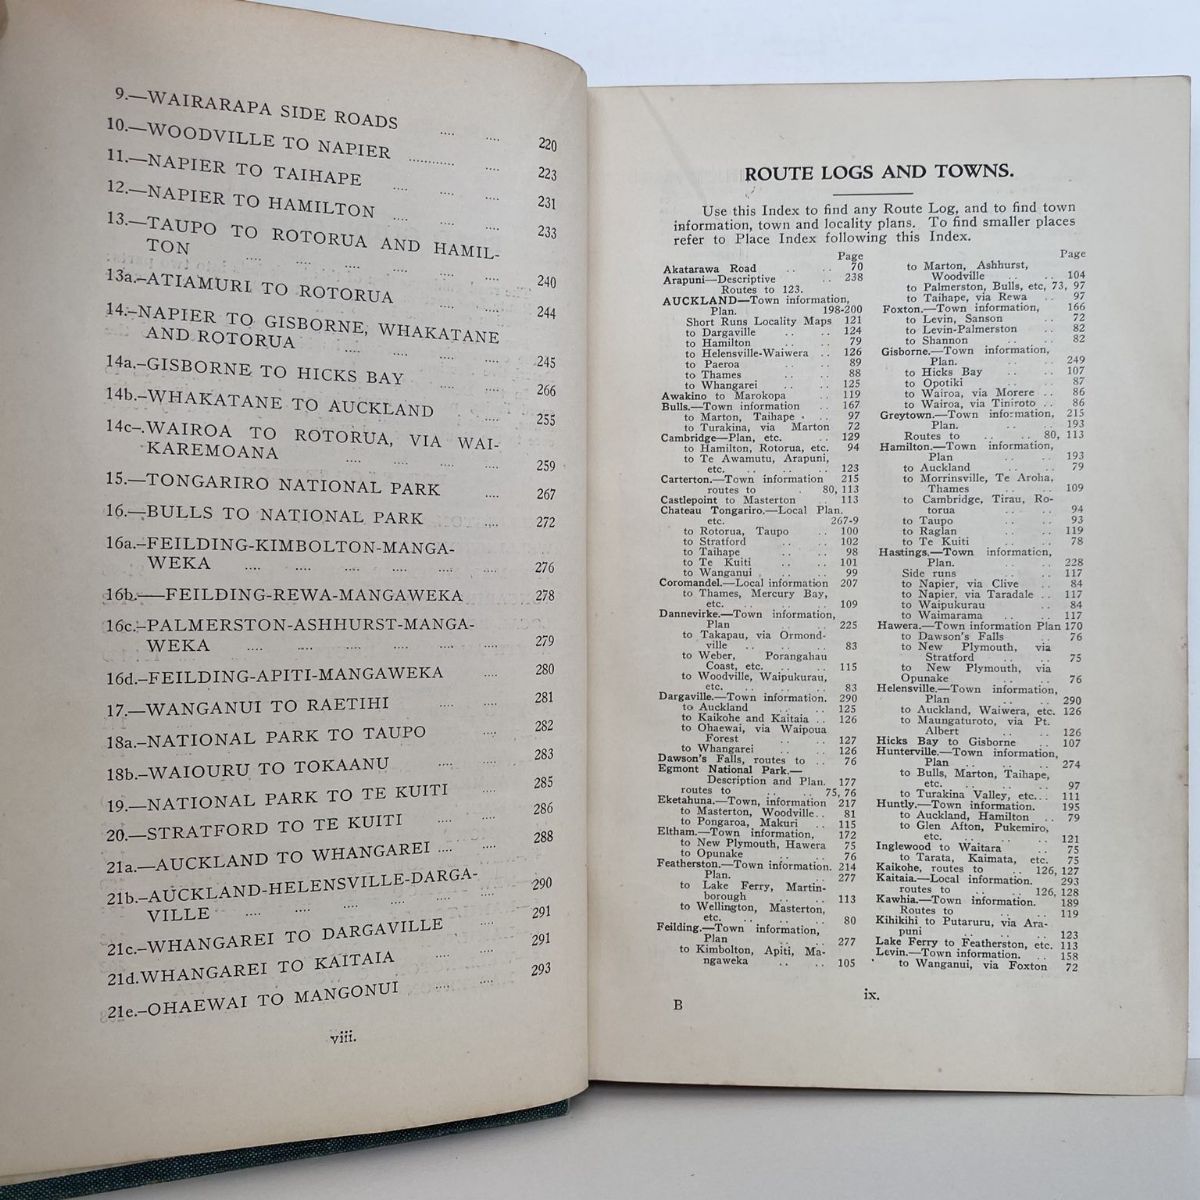 9.—WAIRARAPA SIDE ROADS .... .... 220
10.—WOODVILLE TO NAPIER ............ .... 223
11.—NAPIER TO TAIHAPE .... .... 231
12.—NAPIER TO HAMILTON .... .... 233
13.—TAUPO TO ROTORUA AND HAMIL-
TON .... .... .... .... .... .... 240
13a.—ATIAMURI TO ROTORUA .... .... 244
14.—NAPIER TO GISBORNE, WHAKATANE
AND ROTORUA .... .... .... .... 245
14a.—GISBORNE TO HICKS BAY .... .... 266
14b.—WHAKATANE TO AUCKLAND .... 255
14c—.WAIROA TO ROTORUA, VIA WAI-
KAREMOANA .... .... .... .... 259
15.—TONGARIRO NATIONAL PARK .... 267
16.—BULLS TO NATIONAL PARK .... 272
16a.—FEILDING-KIMBOLTON-MANGA-
WEKA .... .... .... .... .... .... 276
16b.——FEILDING-REWA-MANGAWEKA 278
16c.—PALMERSTON-ASHHURST-MANGA-
WEKA .... .... .... .... .... .... 279
16d.—FEILDING-APITI-MANGAWEKA .... 280
17.—WANGANUI TO RAETIHI .... .... 281
18a.—NATIONAL PARK TO TAUPO .... .... 282
18b.—WAIOURU TO TOKAANU .... .... 283
19.—NATIONAL PARK TO TE KUITI .... 285
20.—STRATFORD TO TE KUITI .... .... 286
21a.—AUCKLAND TO WHANGAREI .... .... 288
21b.—AUCKLAND-HELENSVILLE-DARGA-
VILLE .... .... .... .... .... .... 290
21c.—WHANGAREI TO DARGAVILLE .... 291
21d.WHANGAREI TO KAITAIA .... .... 291
21e.—OHAEWAI TO MANGONUI .... .... 293
viii.
ROUTE LOGS AND TOWNS.
Use this Index to find any Route Log, and to find town
information, town and locality plans. To find smaller places
refer to Place Index following this Index.
Page
Akatarawa Road .. .. 70
Arapuni—Descriptive .. 238
Routes to 123.
AUCKLAND—Town information,
Plan. 198-200
Short Runs Locality Maps 121
to Dargaville .. .. 124
to Hamilton .. .. 79
to Helensville-Waiwera .. 126
to Paeroa .. .. 89
to Thames .. .. 88
to Whangarei .. .. 125
Awakino to Marokopa .. 119
Bulls.—Town information .. 167
to Marton, Taihape . .. 97
to Turakina, via Marton 72
Cambridge—Plan, etc. .. 129
to Hamilton, Rotorua, etc. 94
to Te Awamutu, Arapuni,
etc. .. .. .. .. 123
Carterton.—Town information 215
routes to .. . 80, 113
Castlepoint to Masterton .. 113
Chateau Tongariro.—Local Plan.
etc. 267-9
to Rotorua, Taupo .. 100
to Stratford .. .. 102
to Taihape .. .. 98
to Te Kuiti .. .. 101
to Wanganui .. .. 99
Coromandel.—Local information 207
to Thames, Mercury Bay,
etc. .. .. .. .. 109
Dannevirke.—Town information,
Plan 225
to Takapau, via Ormond-
ville .. .. .. .. 83
to Weber, Porangahau
Coast, etc. .. .. 115
to Woodville, Waipukurau,
etc. .. .. .. .. 83
Dargaville.—Town information. 290
to Auckland .. .. 125
to Kaikohe and Kaitaia .. 126
to Ohaewai, via Waipoua
Forest .. .. .. 127
to Whangarei .. .. 126
Dawson's Falls, routes to .. 76
Egmont National Park.—
Description and Plan. 177
routes to .. .. 75, 76
Eketahuna.—Town, information 217
to Masterton, Woodville.. 81
to Pongaroa, Makuri .. 115
Eltham.—Town information, 172
to New Plymouth, Hawera 75
to Opunake .. .. 76
Featherston.—Town information. 214
Plan. 277
to Lake Ferry, Martin-
borough .. .. .. 113
to Wellington, Masterton,
etc. .. .. .. .. 80
Feilding.—Town information,
Plan 277
to Kimbolton, Apiti, Ma-
ngaweka .. .. 105
Page
to Marton, Ashhurst,
Woodville .. .. 104
to Palmerston, Bulls, etc, 73, 97
to Taihape, via Rewa .. 97
Foxton.—Town information, 166
to Levin, Sanson .. 72
to Levin-Palmerston .. 82
to Shannon .. .. 82
Gisborne.—Town information,
Plan. 249
to Hicks Bay .. .. 107
to Opotiki .. .. 87
to Wairoa, via Morere .. 86
to Wairoa, via Tiniroto .. 86
Greytown.—Town information, 215
Plan. 193
Routes to .. .. 80, 113
Hamilton.—Town information,
Plan 193
to Auckland .. .. 79
to Morrinsville, Te Aroha,
Thames .. .. 109
to Cambridge, Tirau, Ro-
torua .. .. .. 94
to Taupo .. .. 93
to Raglan .. .. 119
to Te Kuiti .. .. 78
Hastings.—Town information,
Plan. .. .. .. 228
Side runs .. .. 117
to Napier, via Clive .. 84
to Napier, via Taradale .. 117
to Waipukurau .. 84
to Waimarama .. .. 117
Hawera.—Town information Plan 170
to Dawson's Falls .. 76
to New Plymouth, via
Stratford .. .. 75
to New Plymouth, via
Opunake .. .. 76
Helensville.—Town information,
Plan .. .. .. 290
to Auckland, Waiwera, etc. 126
to Maungaturoto, via Pt.
Albert .. .. .. 126
Hicks Bay to Gisborne .. 107
Hunterville.—Town information,
Plan .. .. .. .. 274
to Bulls, Marton, Taihape,
etc. .. .. .. .. 97
to Turakina Valley, etc... 111
Huntly.—Town information. 195
to Auckland, Hamilton .. 79
to Glen Afton, Pukemiro,
etc. .. .. .. .. 121
Inglewood to Waitara .. 75
to Tarata, Kaimata, etc. 75
Kaikohe, routes to .. 126, 127
Kaitaia.—Local information. 293
routes to .. .. 126, 128
Kawhia.—Town information. 189
Routes to .. .. .. 119
Kihikihi to Putaruru, via Ara-
puni .. .. .. .. 123
Lake Ferry to Featherston, etc. 113
Levin.—Town information. .. 158
to Wanganui, via Foxton 72
B
ix.